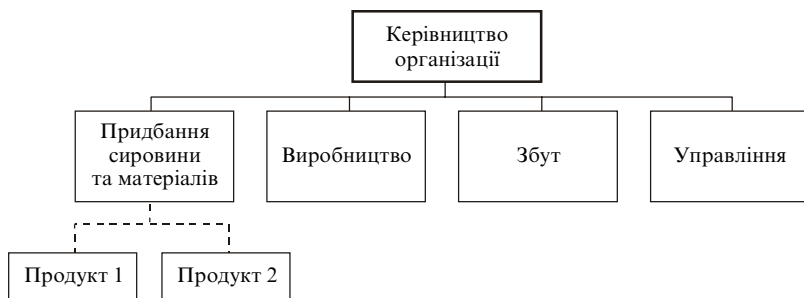 Керівництво
організації
Придбання
сировини
та матеріалів
Виробництво
Збут
Управління
Продукт 1
Продукт 2